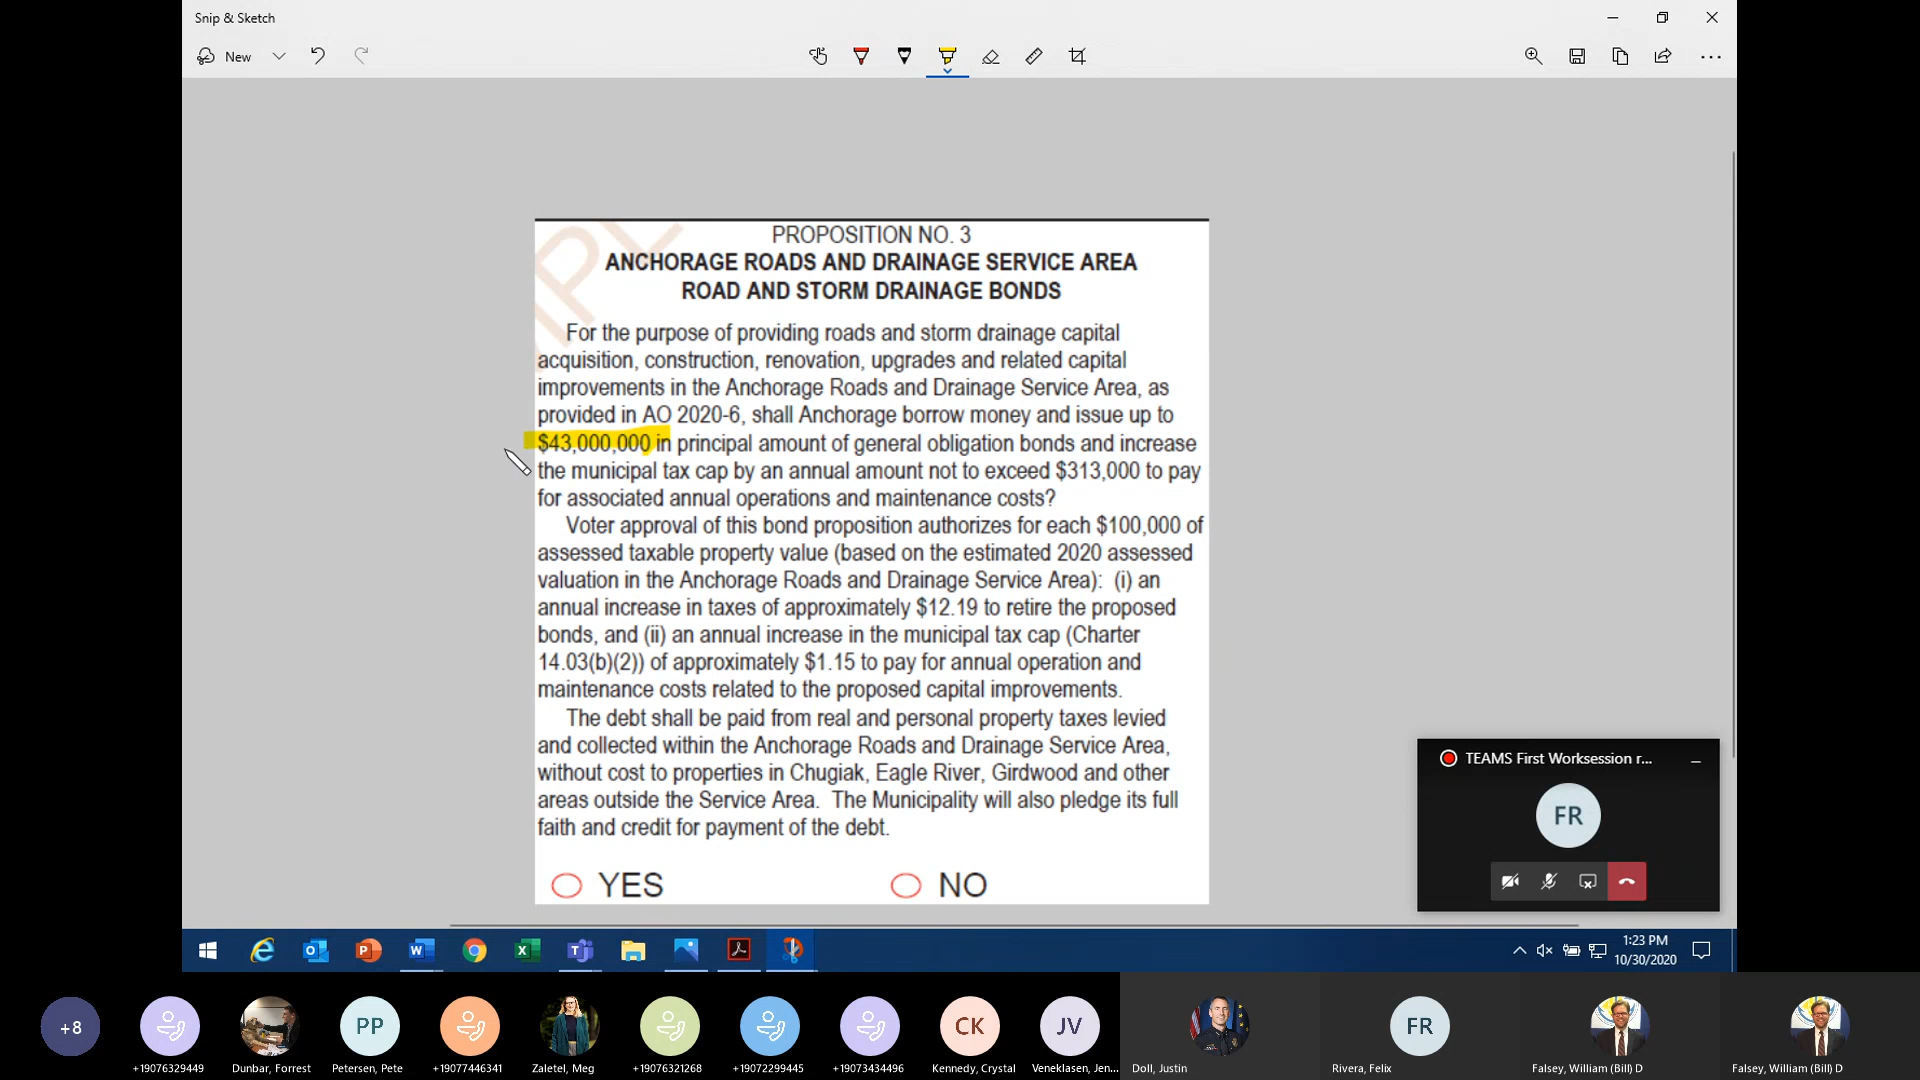 Snip & Sketch
New
PROPOSITION NO. 3
ANCHORAGE ROADS AND DRAINAGE SERVICE AREA
ROAD AND STORM DRAINAGE BONDS
For the purpose of providing roads and storm drainage capital
acquisition, construction, renovation, upgrades and related capital
improvements in the Anchorage Roads and Drainage Service Area, as
provided in AO 2020-6, shall Anchorage borrow money and issue up to
$43,000,000 in principal amount of general obligation bonds and increase
the municipal tax cap by an annual amount not to exceed $313,000 to pay
for associated annual operations and maintenance costs?
Voter approval of this bond proposition authorizes for each $100,000 of
assessed taxable property value (based on the estimated 2020 assessed
valuation in the Anchorage Roads and Drainage Service Area): (i) an
annual increase in taxes of approximately $12.19 to retire the proposed
bonds, and (ii) an annual increase in the municipal tax cap (Charter
14.03(b)(2)) of approximately $1.15 to pay for annual operation and
maintenance costs related to the proposed capital improvements.
The debt shall be paid from real and personal property taxes levied
and collected within the Anchorage Roads and Drainage Service Area,
without cost to properties in Chugiak, Eagle River, Girdwood and other
areas outside the Service Area. The Municipality will also pledge its full
faith and credit for payment of the debt.
YES NO
TEAMS First Worksession r...
FR
1:23 PM
10/30/2020
+8
PP
CK
JV
FR
+19076329449
Dunbar, Forrest
Petersen, Pete
+19077446341
Zaletel, Meg
+19076321268
+19072299445
+19073434496
Kennedy, Crystal
Veneklasen, Jen...
Doll, Justin
Rivera, Felix
Falsey, William (Bill) D
Falsey, William (Bill) D